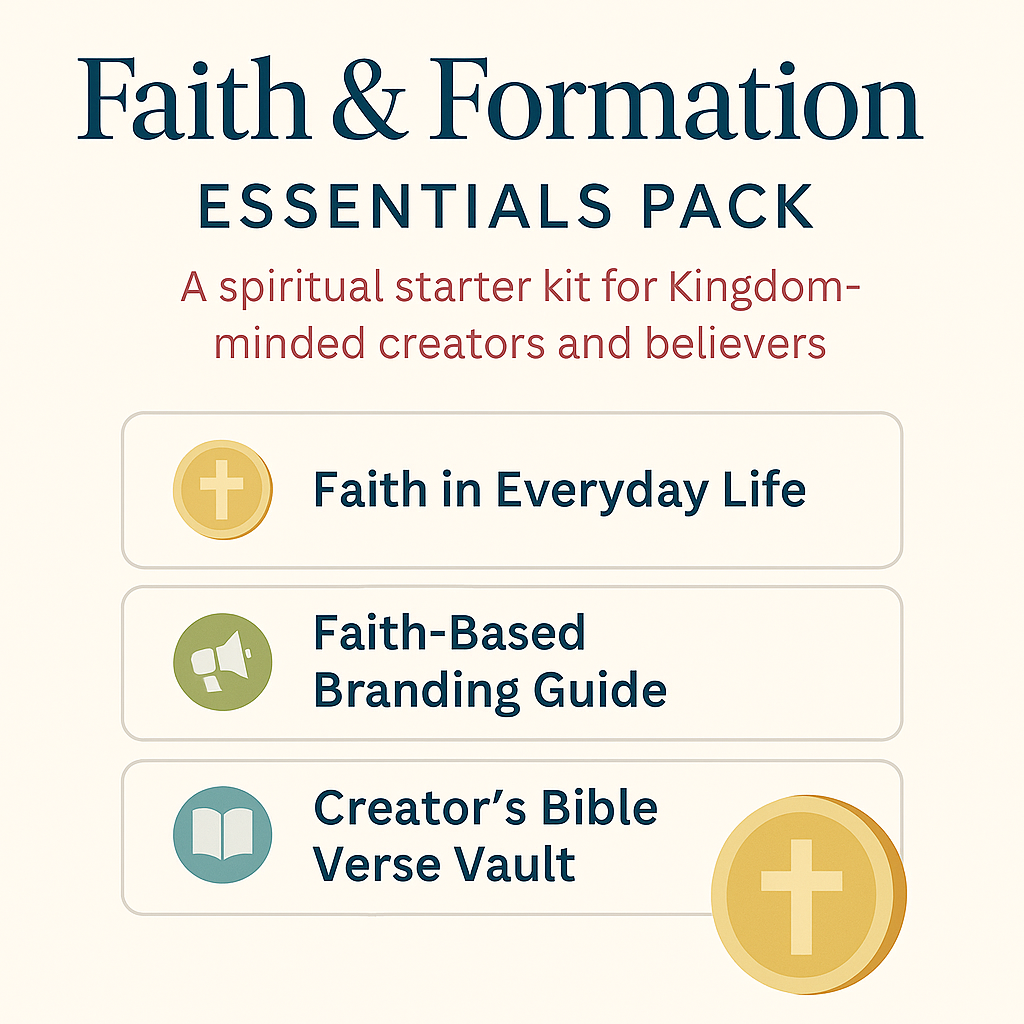 Faith & Formation
ESSENTIALS PACK
A spiritual starter kit for Kingdom-
minded creators and believers
Faith in Everyday Life
Faith-Based
Branding Guide
Creator’s Bible
Verse Vault